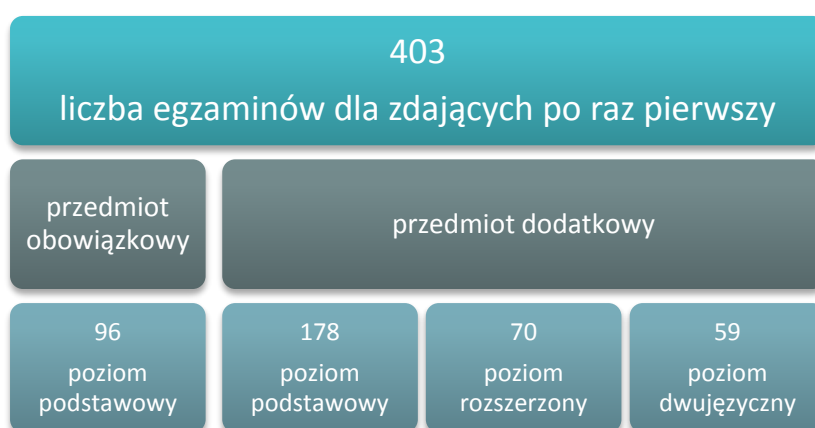 403
liczba egzaminów dla zdających po raz pierwszy
przedmiot
obowiązkowy
przedmiot dodatkowy
96
poziom
podstawowy
178
poziom
podstawowy
70
poziom
rozszerzony
59
poziom
dwujęzyczny